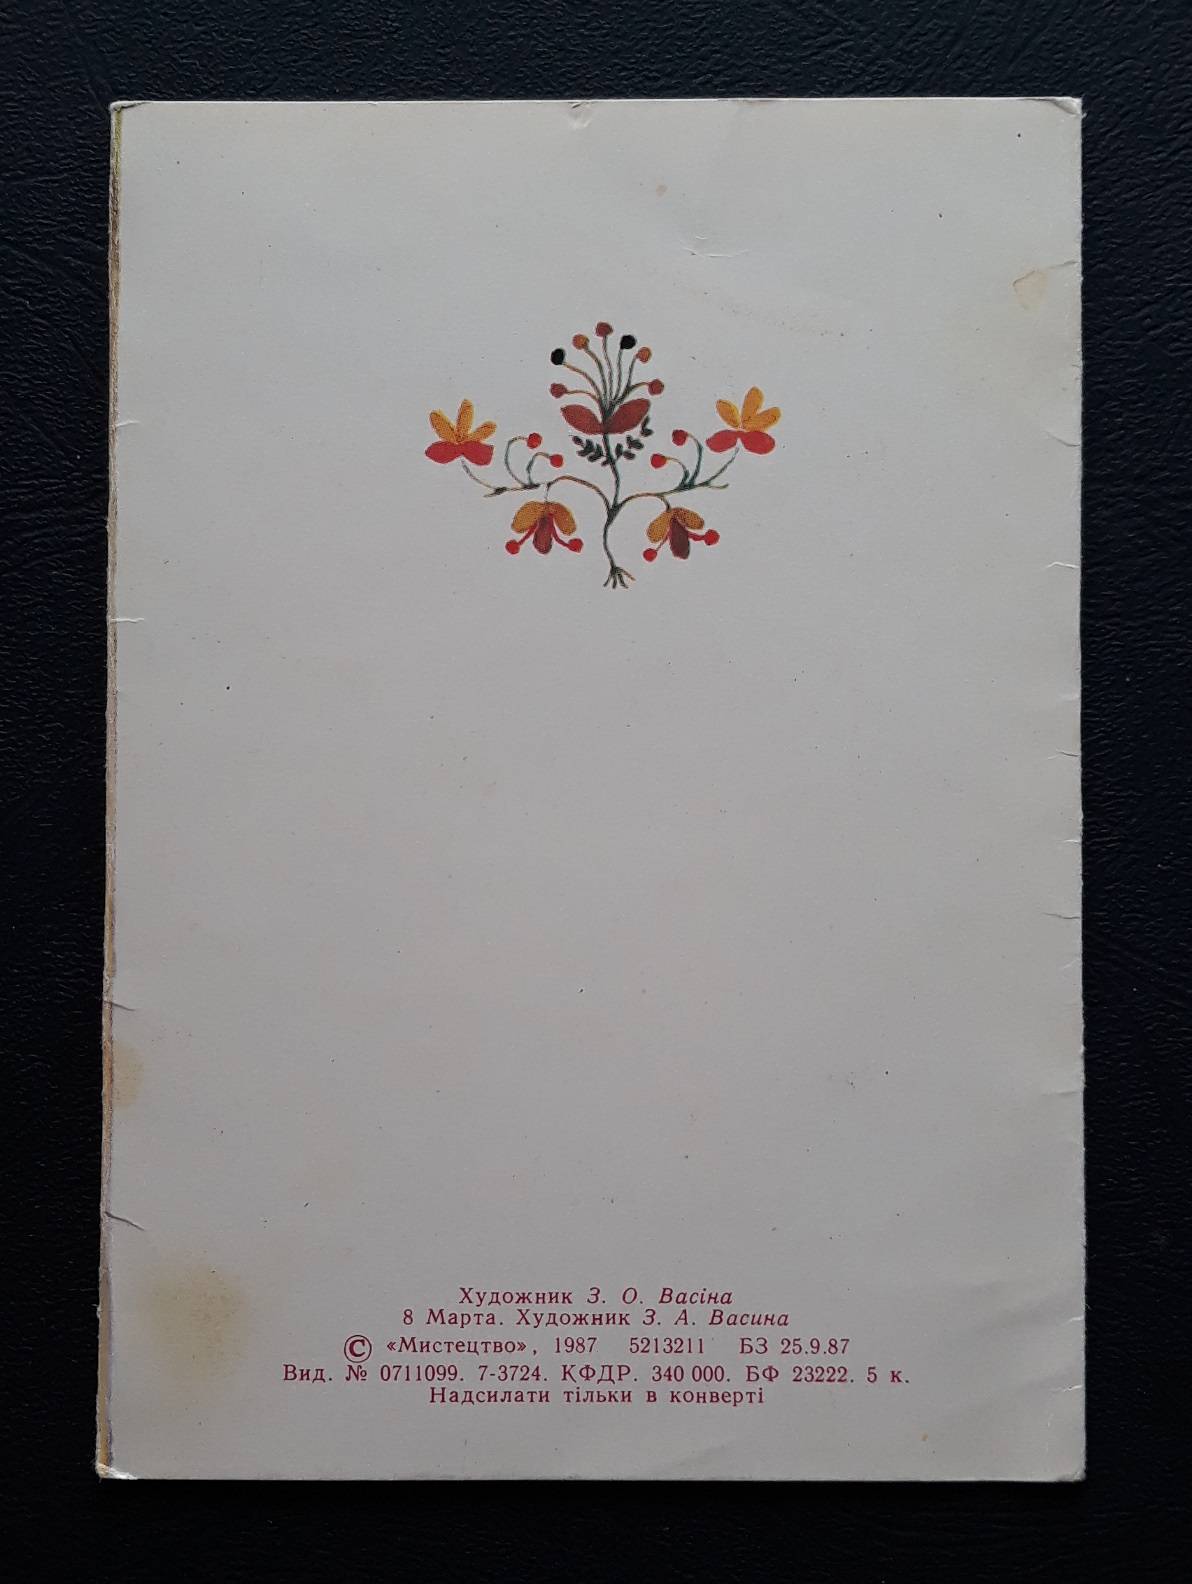 Художник З. О. Васіна
8 Марта. Художник З. А. Васина
© «Мистецтво», 1987 5213211 БЗ 25.9.87
Вид. № 0711099. 7-3724. КФДР. 340 000. БФ 23222. 5 к.
Надсилати тільки в конверті